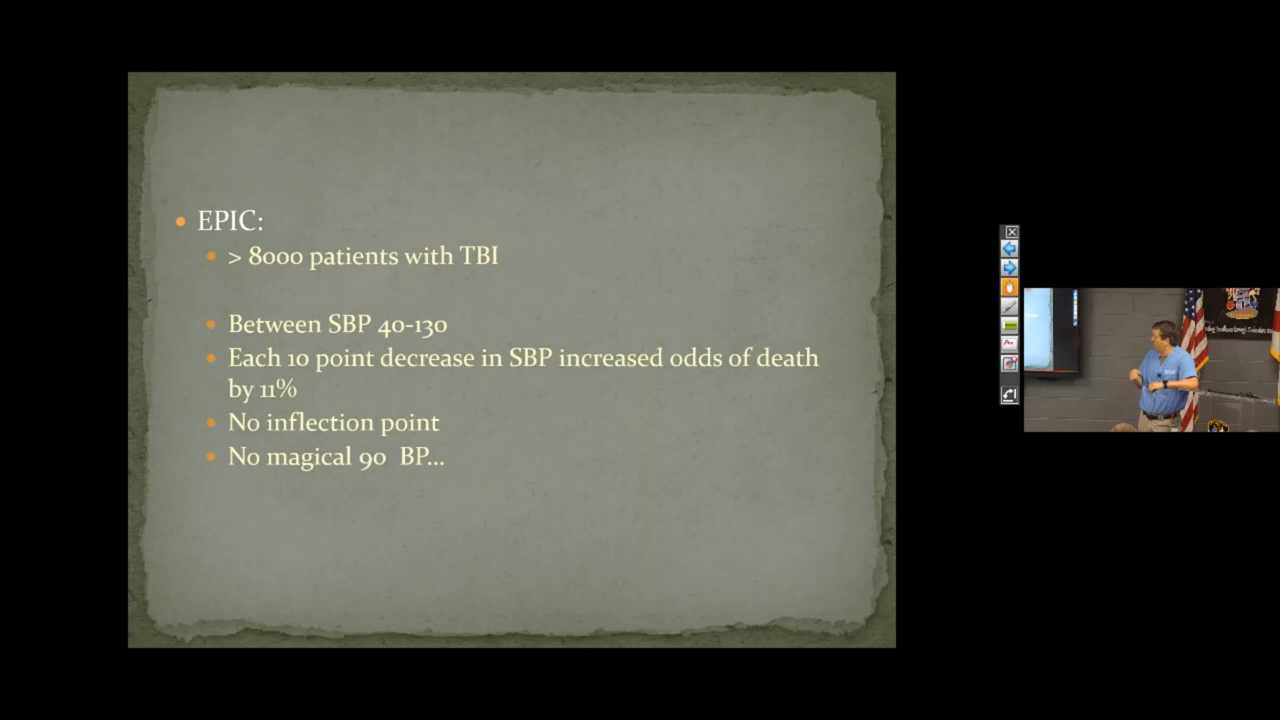 EPIC:
> 8000 patients with TBI
Between SBP 40-130
Each 10 point decrease in SBP increased odds of death
by 11%
No inflection point
No magical 90 BP...